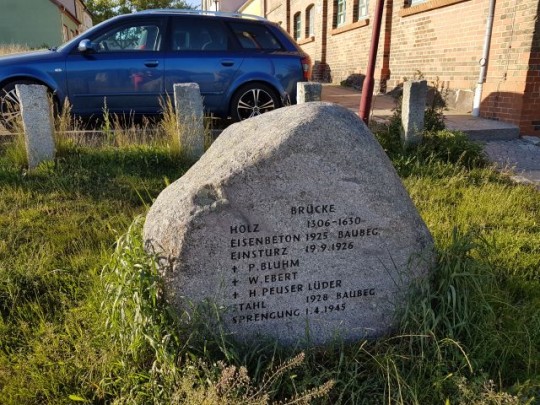 BRÜCKE
HOLZ 1306-1630
EISENBETON 1925 BAUBEG.
EINSTURZ 19.9.1926
+ P. BLUHM
+ W. EBERT
+ H. PEUSER LÜDER
STAHL 1928 BAUBEG
SPRENGUNG 1.4.1945